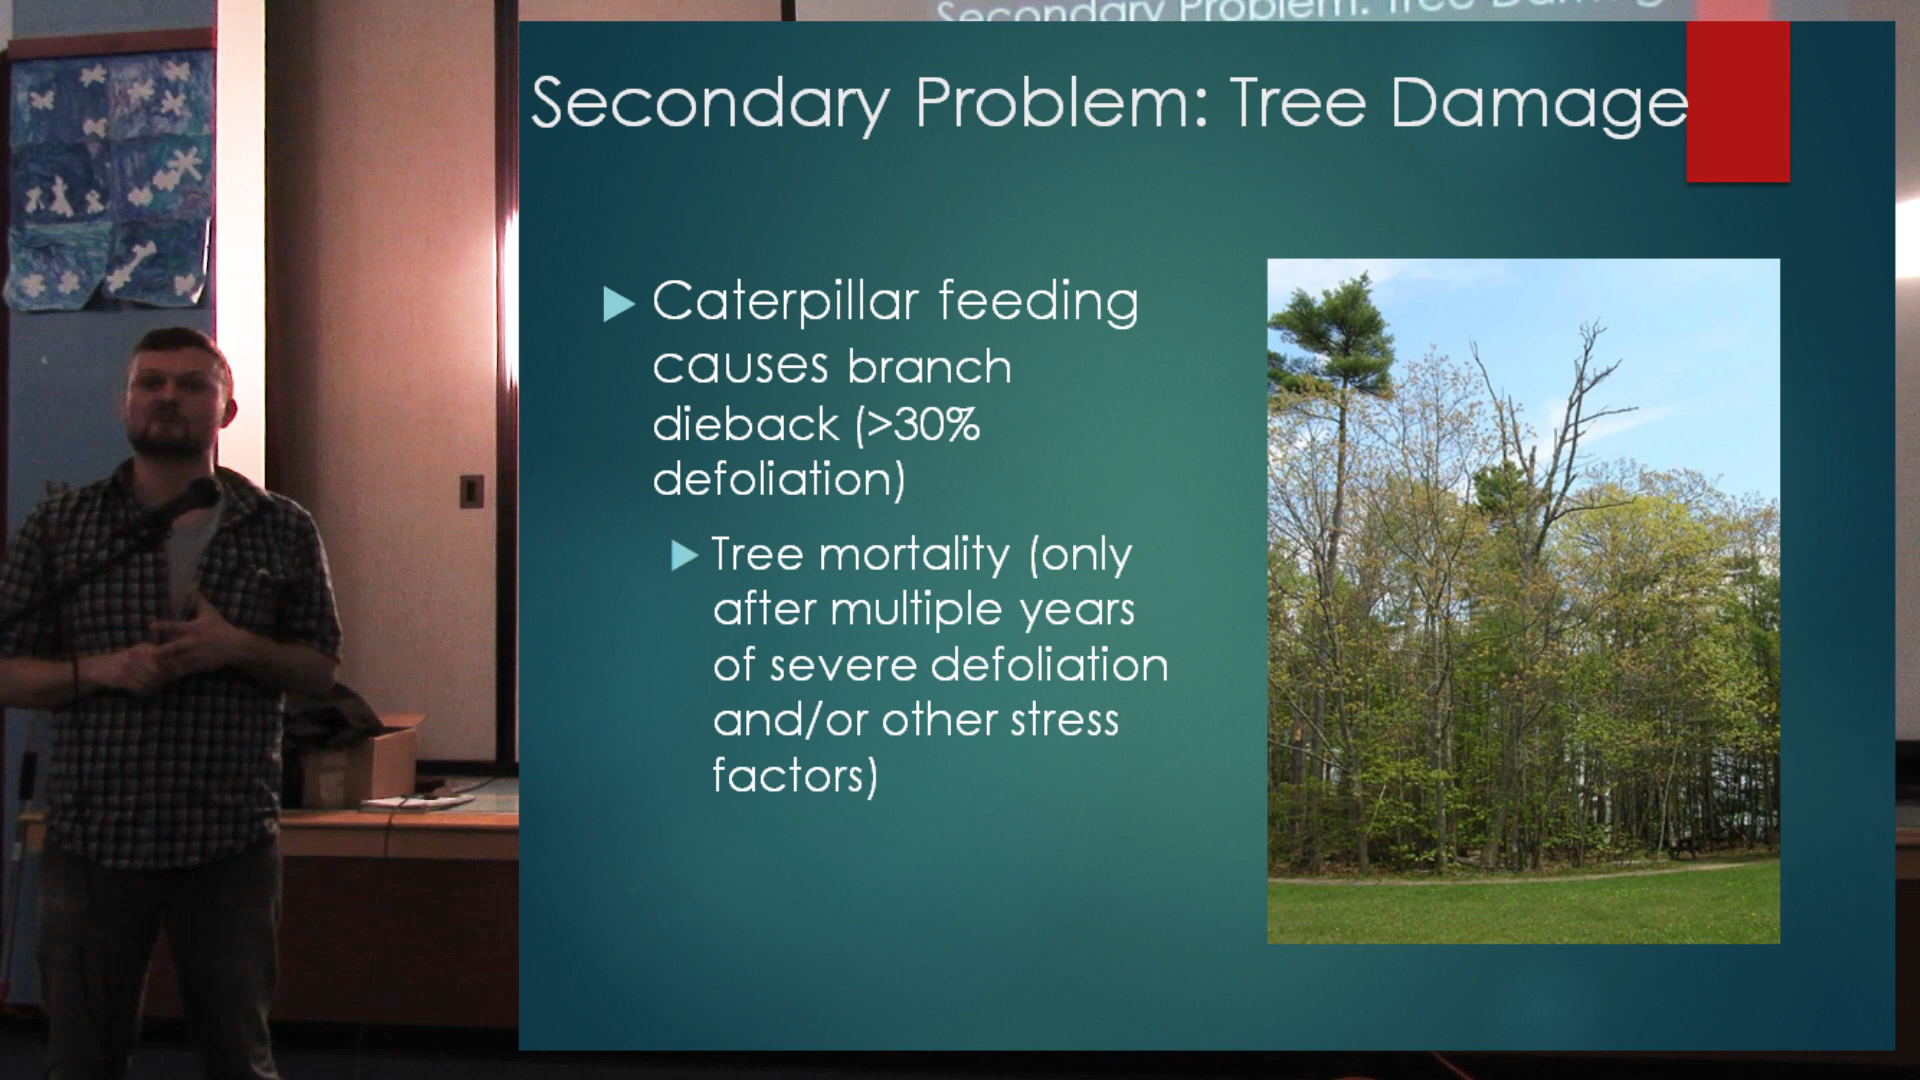 Secondary Problem: Tree Damag
Secondary Problem: Tree Damage
Caterpillar feeding
causes branch
dieback (>30%
defoliation)
Tree mortality (only
after multiple years
of severe defoliation
and/or other stress
factors)